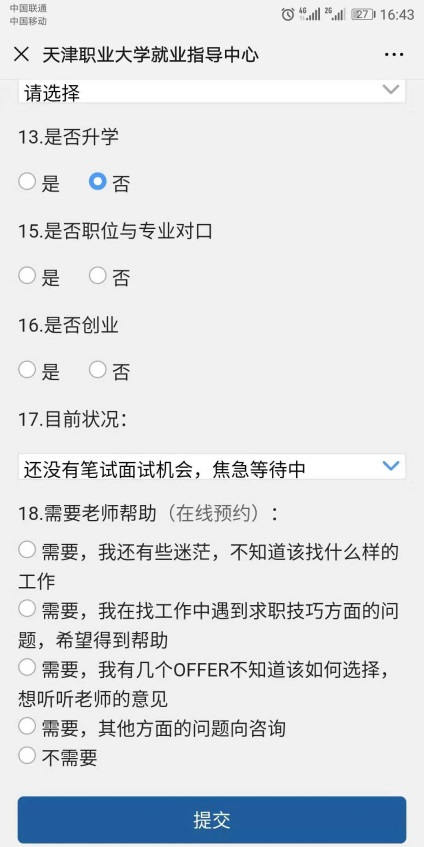 中国联通
中国移动
4G 2G 27 16:43
天津职业大学就业指导中心
请选择
13.是否升学
是 否
15.是否职位与专业对口
是 否
16.是否创业
是 否
17.目前状况：
还没有笔试面试机会，焦急等待中
18.需要老师帮助（在线预约）：
需要，我还有些迷茫，不知道该找什么样的
工作
需要，我在找工作中遇到求职技巧方面的问
题，希望得到帮助
需要，我有几个OFFER不知道该如何选择，
想听听老师的意见
需要，其他方面的问题向咨询
不需要
提交